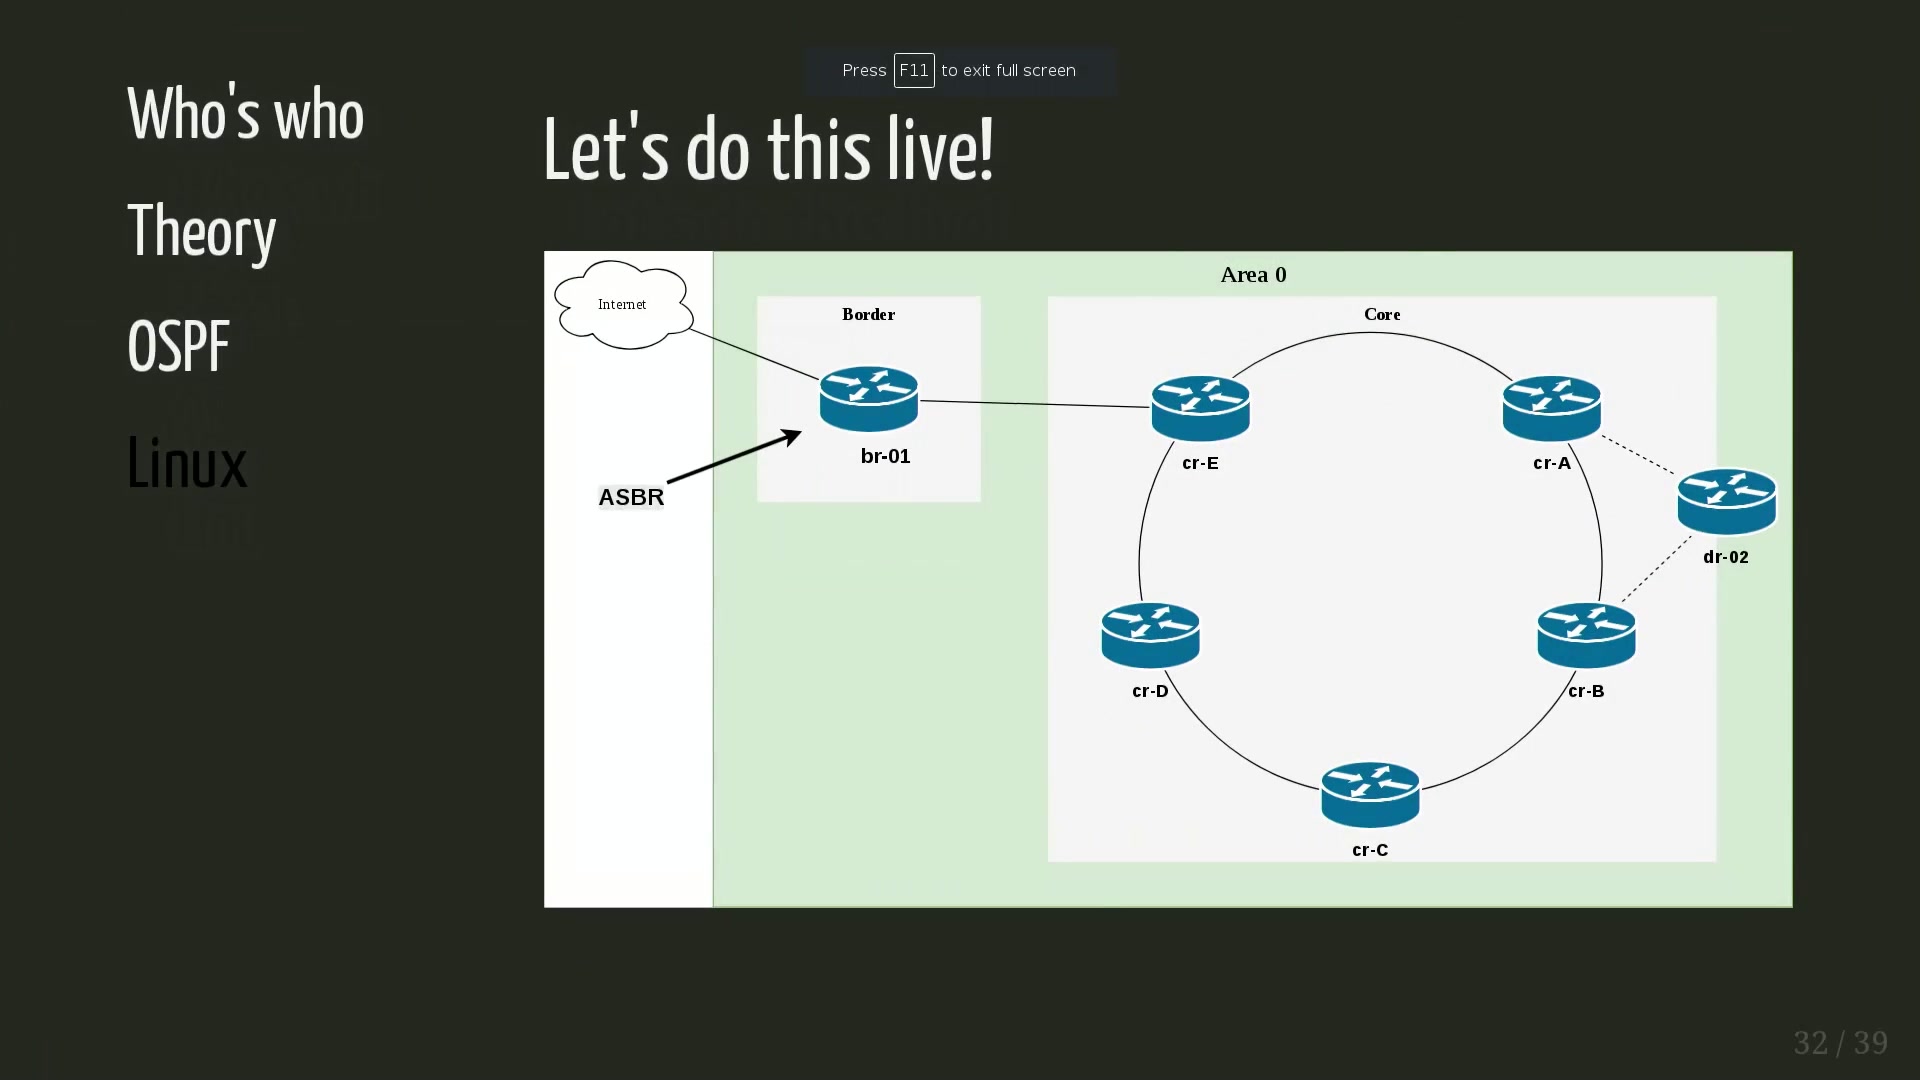 Press F11 to exit full screen
Who's who
Theory
OSPF
Linux
Let's do this live!
Area 0
Internet
Border
Core
br-01
ASBR
cr-E
cr-A
dr-02
cr-D
cr-B
cr-C
32 / 39